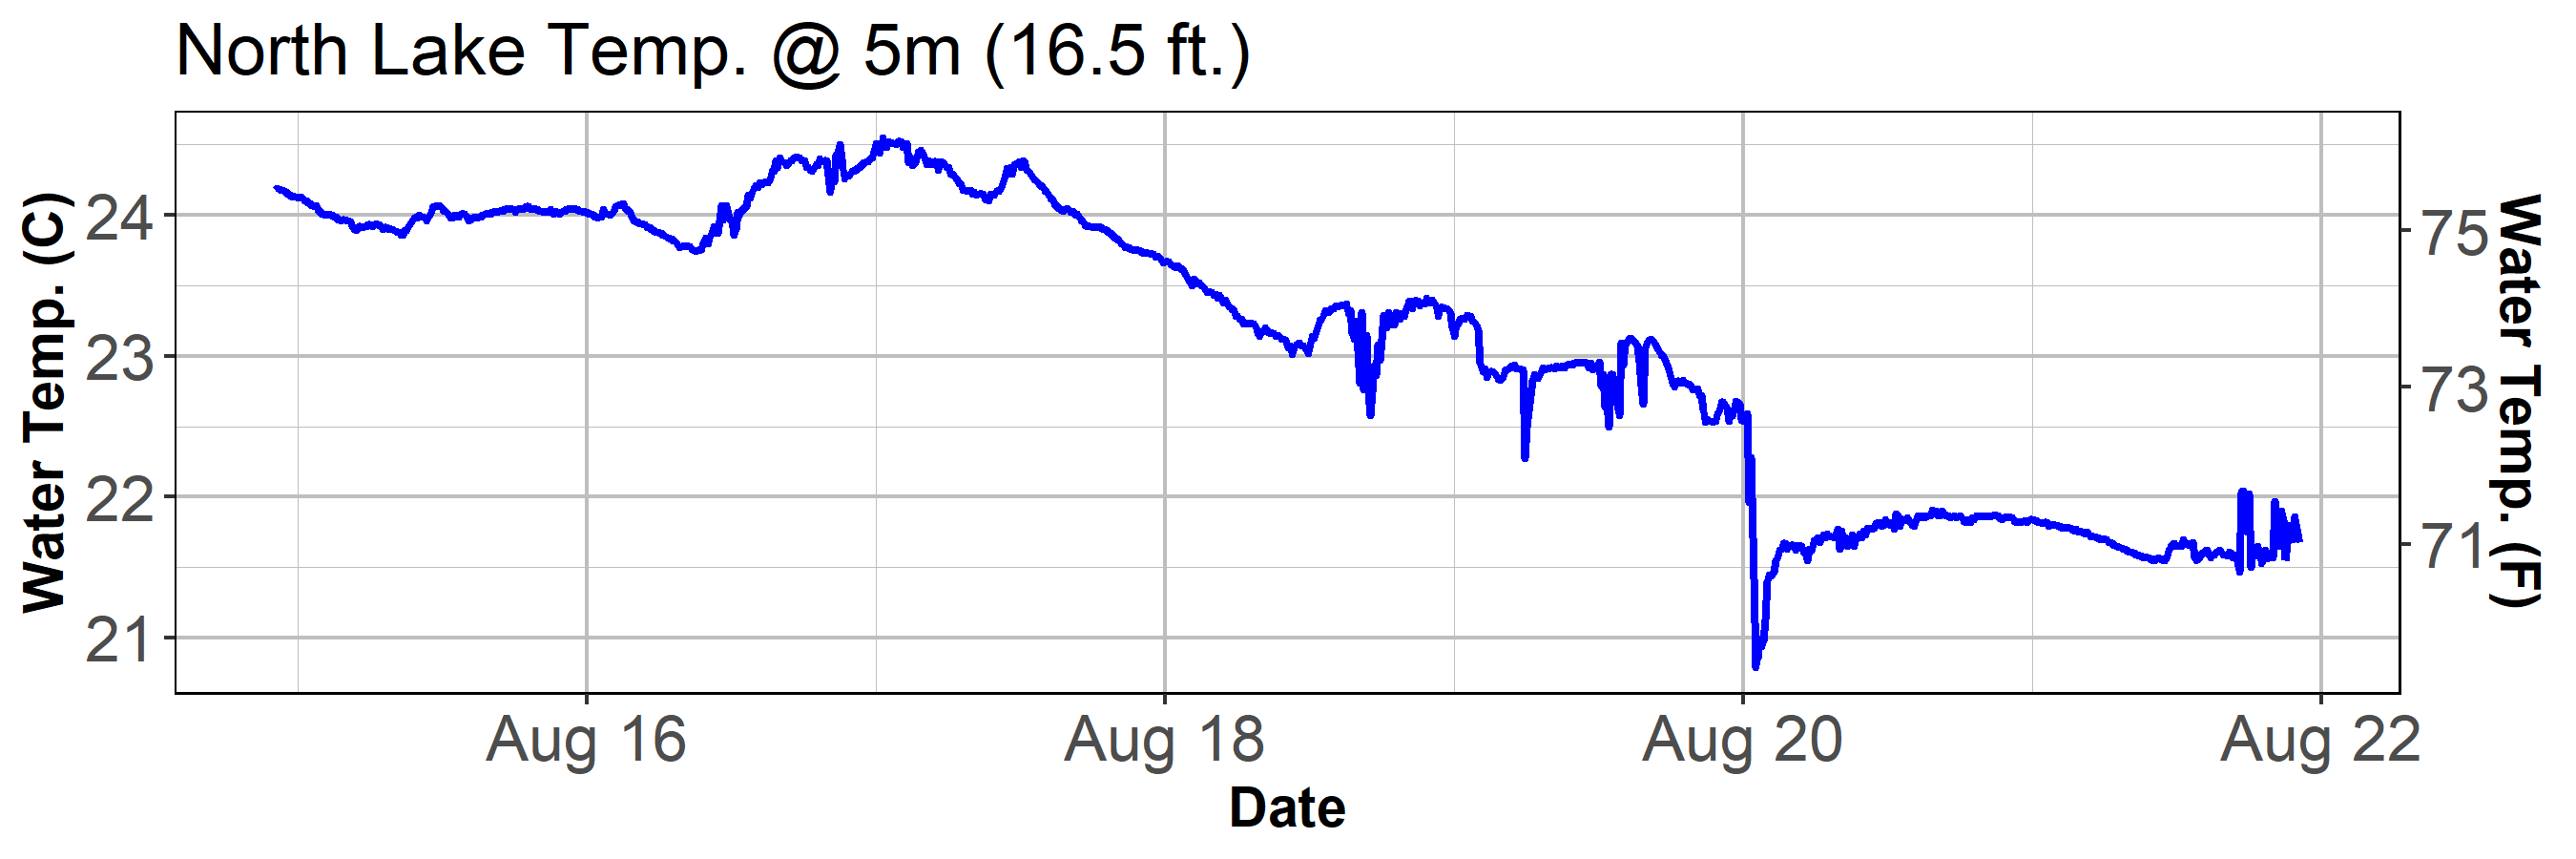 North Lake Temp. @ 5m (16.5 ft.)
Water Temp. (C)
24
23
22
21
75
73
71
Water Temp. (F)
Aug 16
Aug 18
Aug 20
Aug 22
Date